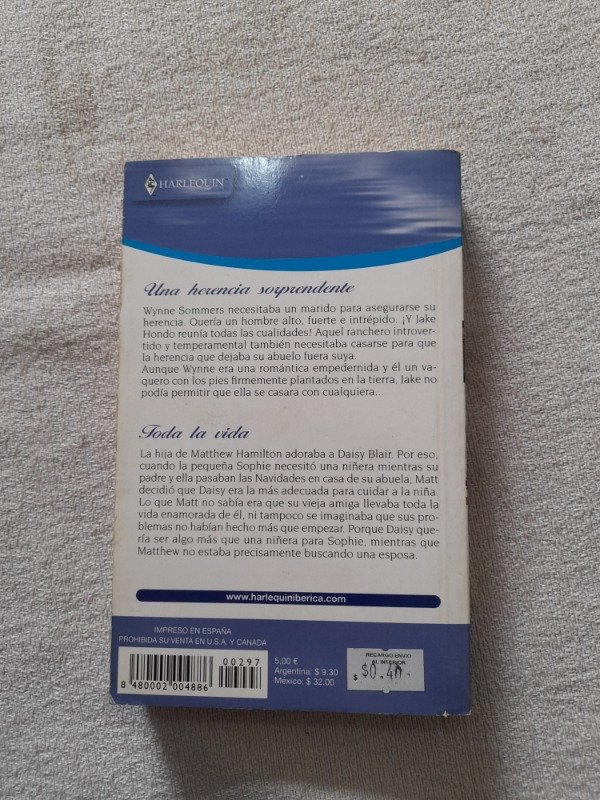 HARLEQUIN
Una herencia sorprendente
Wynne Sommers necesitaba un marido para asegurarse su
herencia. Quería un hombre alto, fuerte e intrépido. ¡Y Jake
Hondo reunía todas las cualidades! Aquel ranchero introver-
tido y temperamental también necesitaba casarse para que
la herencia que dejaba su abuelo fuera suya.
Aunque Wynne era una romántica empedernida y él un va-
quero con los pies firmemente plantados en la tierra, Jake no
podía permitir que ella se casara con cualquiera...
Toda la vida
La hija de Matthew Hamilton adoraba a Daisy Blair. Por eso,
cuando la pequeña Sophie necesitó una niñera mientras su
padre y ella pasaban las Navidades en casa de su abuela, Matt
decidió que Daisy era la más adecuada para cuidar a la niña.
Lo que Matt no sabía era que su vieja amiga llevaba toda la
vida enamorada de él, ni tampoco se imaginaba que sus pro-
blemas no habían hecho más que empezar. Porque Daisy que-
ría ser algo más que una niñera para Sophie, mientras que
Matthew no estaba precisamente buscando una esposa.
www.harlequiniberica.com
IMPRESO EN ESPAÑA
PROHIBIDA SU VENTA EN U.S.A. Y CANADA
00297
8 480002 004886
5,00 €
Argentina: $ 9.30
México: $ 32.00
RECARGO ENVIO
AL INTERIOR
$ $0.40